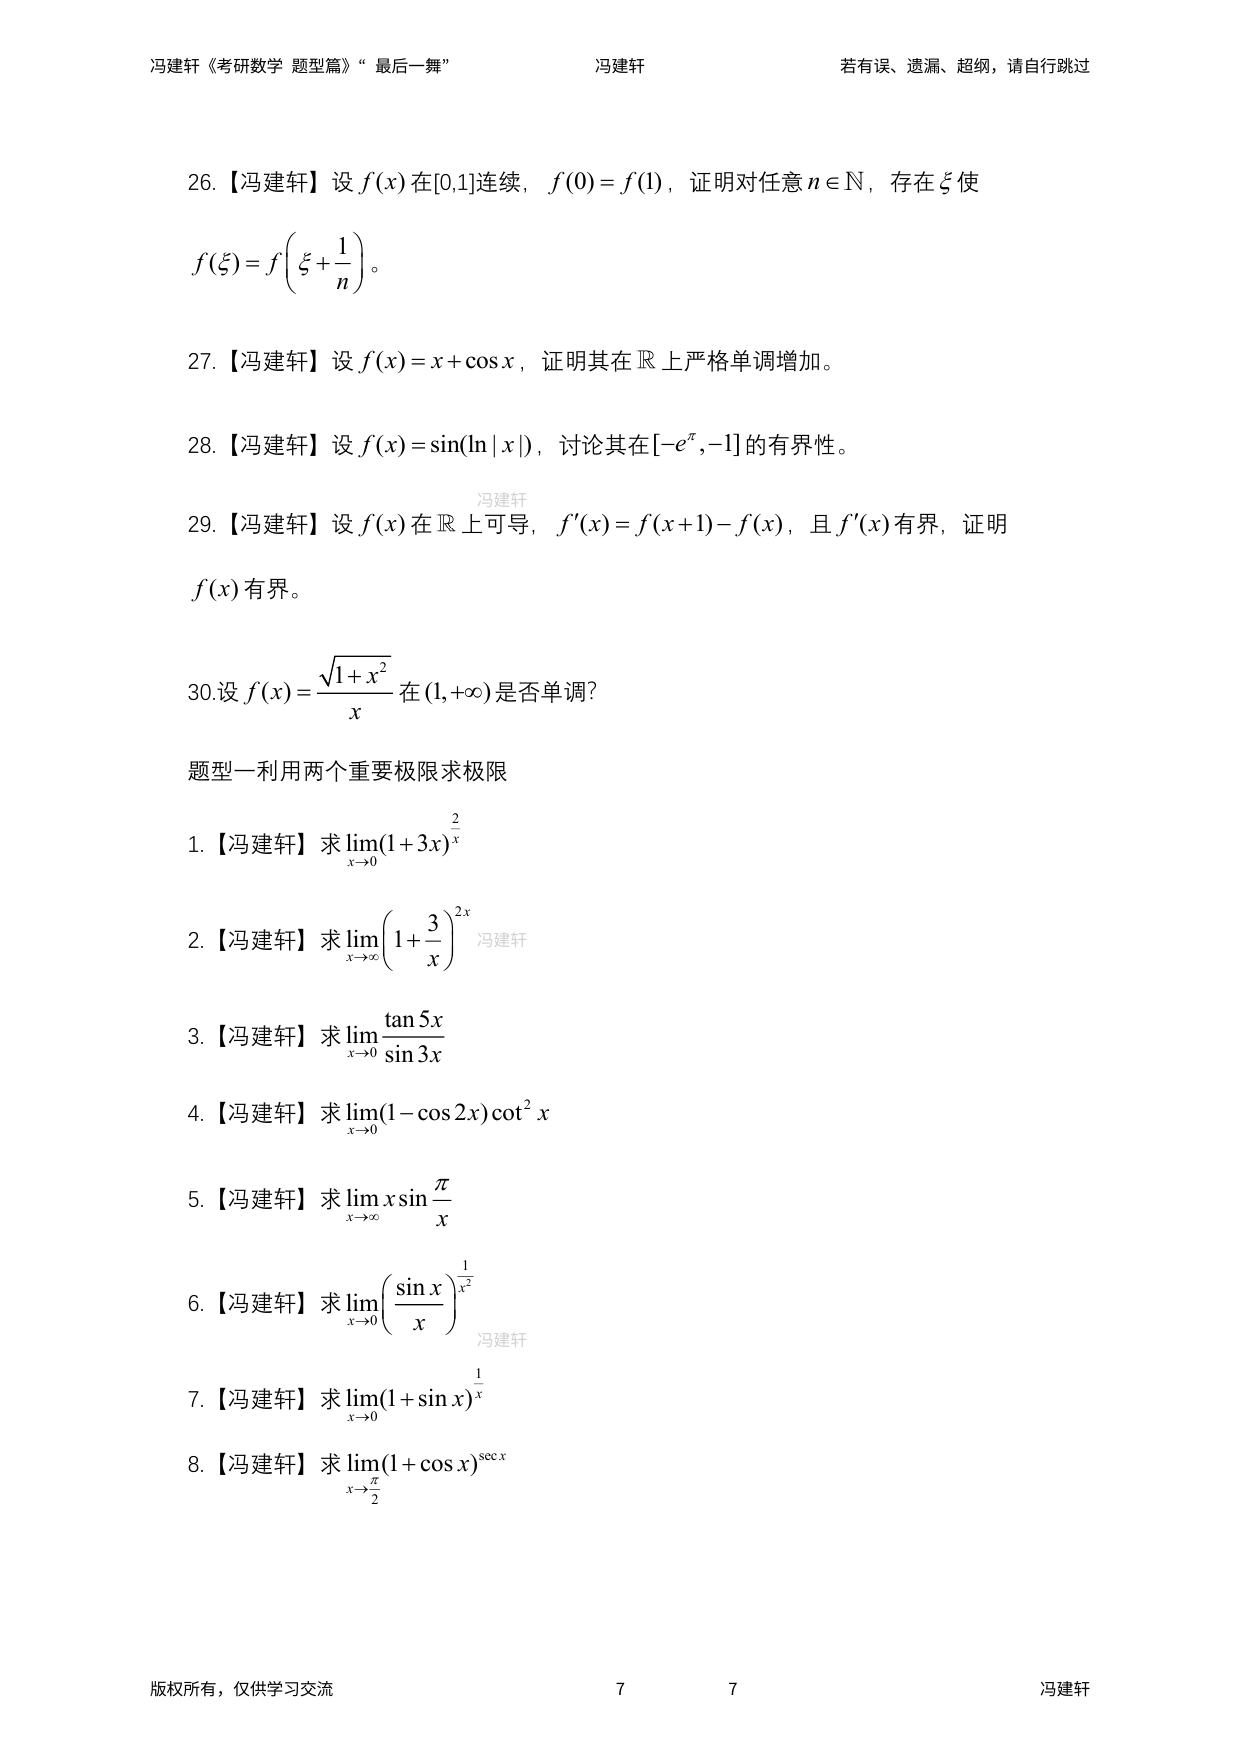 冯建轩《考研数学 题型篇》“ 最后一舞” 冯建轩 若有误、遗漏、超纲，请自行跳过
26.【冯建轩】设 f(x) 在[0,1]连续， f(0) = f(1)，证明对任意 n ∈ ℕ，存在 ξ 使
f(ξ) = f(ξ + 1/n)。
27.【冯建轩】设 f(x) = x + cos x，证明其在 ℝ 上严格单调增加。
28.【冯建轩】设 f(x) = sin(ln | x |)，讨论其在[−e^π, −1]的有界性。
冯建轩
29.【冯建轩】设 f(x) 在 ℝ 上可导， f′(x) = f(x+1) − f(x)，且 f′(x) 有界，证明
f(x) 有界。
30.设 f(x) = √(1+x²)/x 在 (1,+∞) 是否单调？
题型一利用两个重要极限求极限
1.【冯建轩】求 lim_{x→0} (1+3x)^{2/x}
2.【冯建轩】求 lim_{x→∞} (1 + 3/x)^{2x} 冯建轩
3.【冯建轩】求 lim_{x→0} tan 5x / sin 3x
4.【冯建轩】求 lim_{x→0} (1 − cos 2x) cot² x
5.【冯建轩】求 lim_{x→∞} x sin π/x
6.【冯建轩】求 lim_{x→0} (sin x / x)^{1/x²}
冯建轩
7.【冯建轩】求 lim_{x→0} (1 + sin x)^{1/x}
8.【冯建轩】求 lim_{x→π/2} (1 + cos x)^{sec x}
版权所有，仅供学习交流 7 7 冯建轩